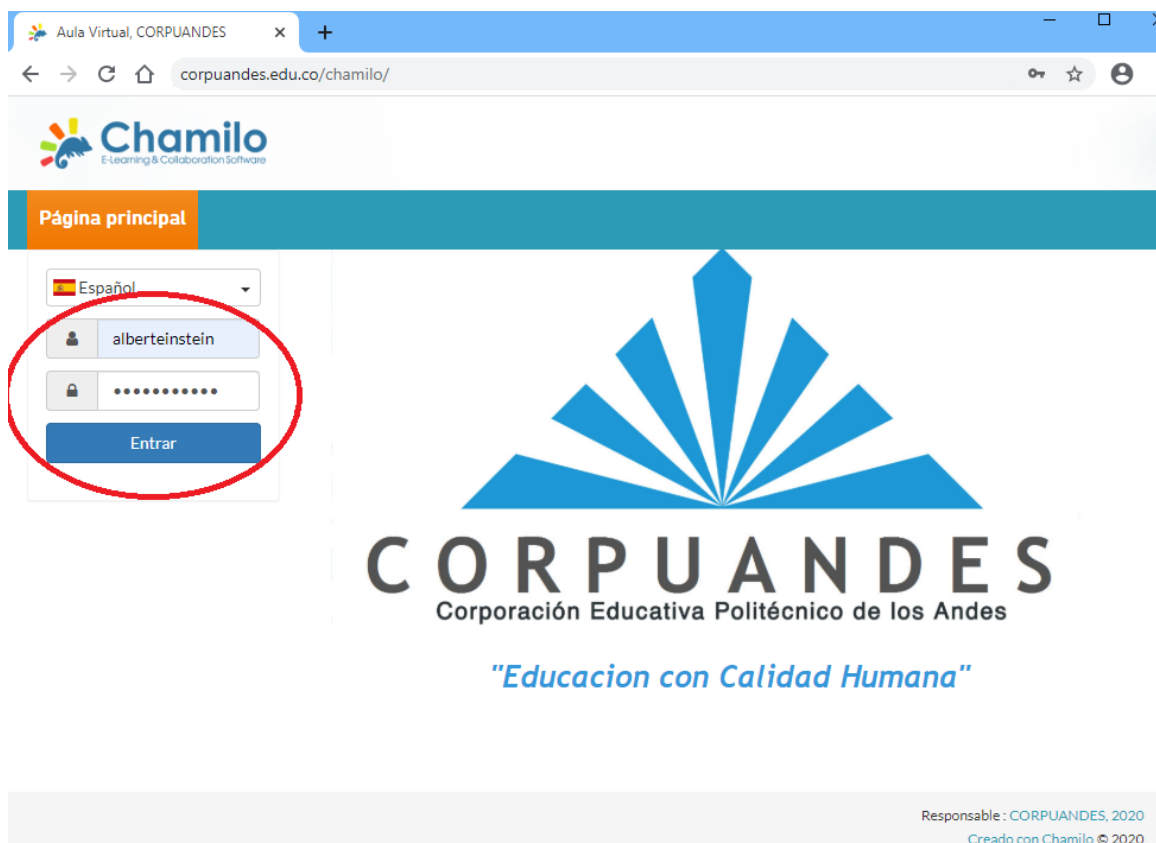 Aula Virtual, CORPUANDES
corpuandes.edu.co/chamilo/
Chamilo
E-Learning & Collaboration Software
Página principal
Español
alberteinstein
•••••••••••
Entrar
CORPUANDES
Corporación Educativa Politécnico de los Andes
"Educacion con Calidad Humana"
Responsable : CORPUANDES, 2020
Creado con Chamilo © 2020